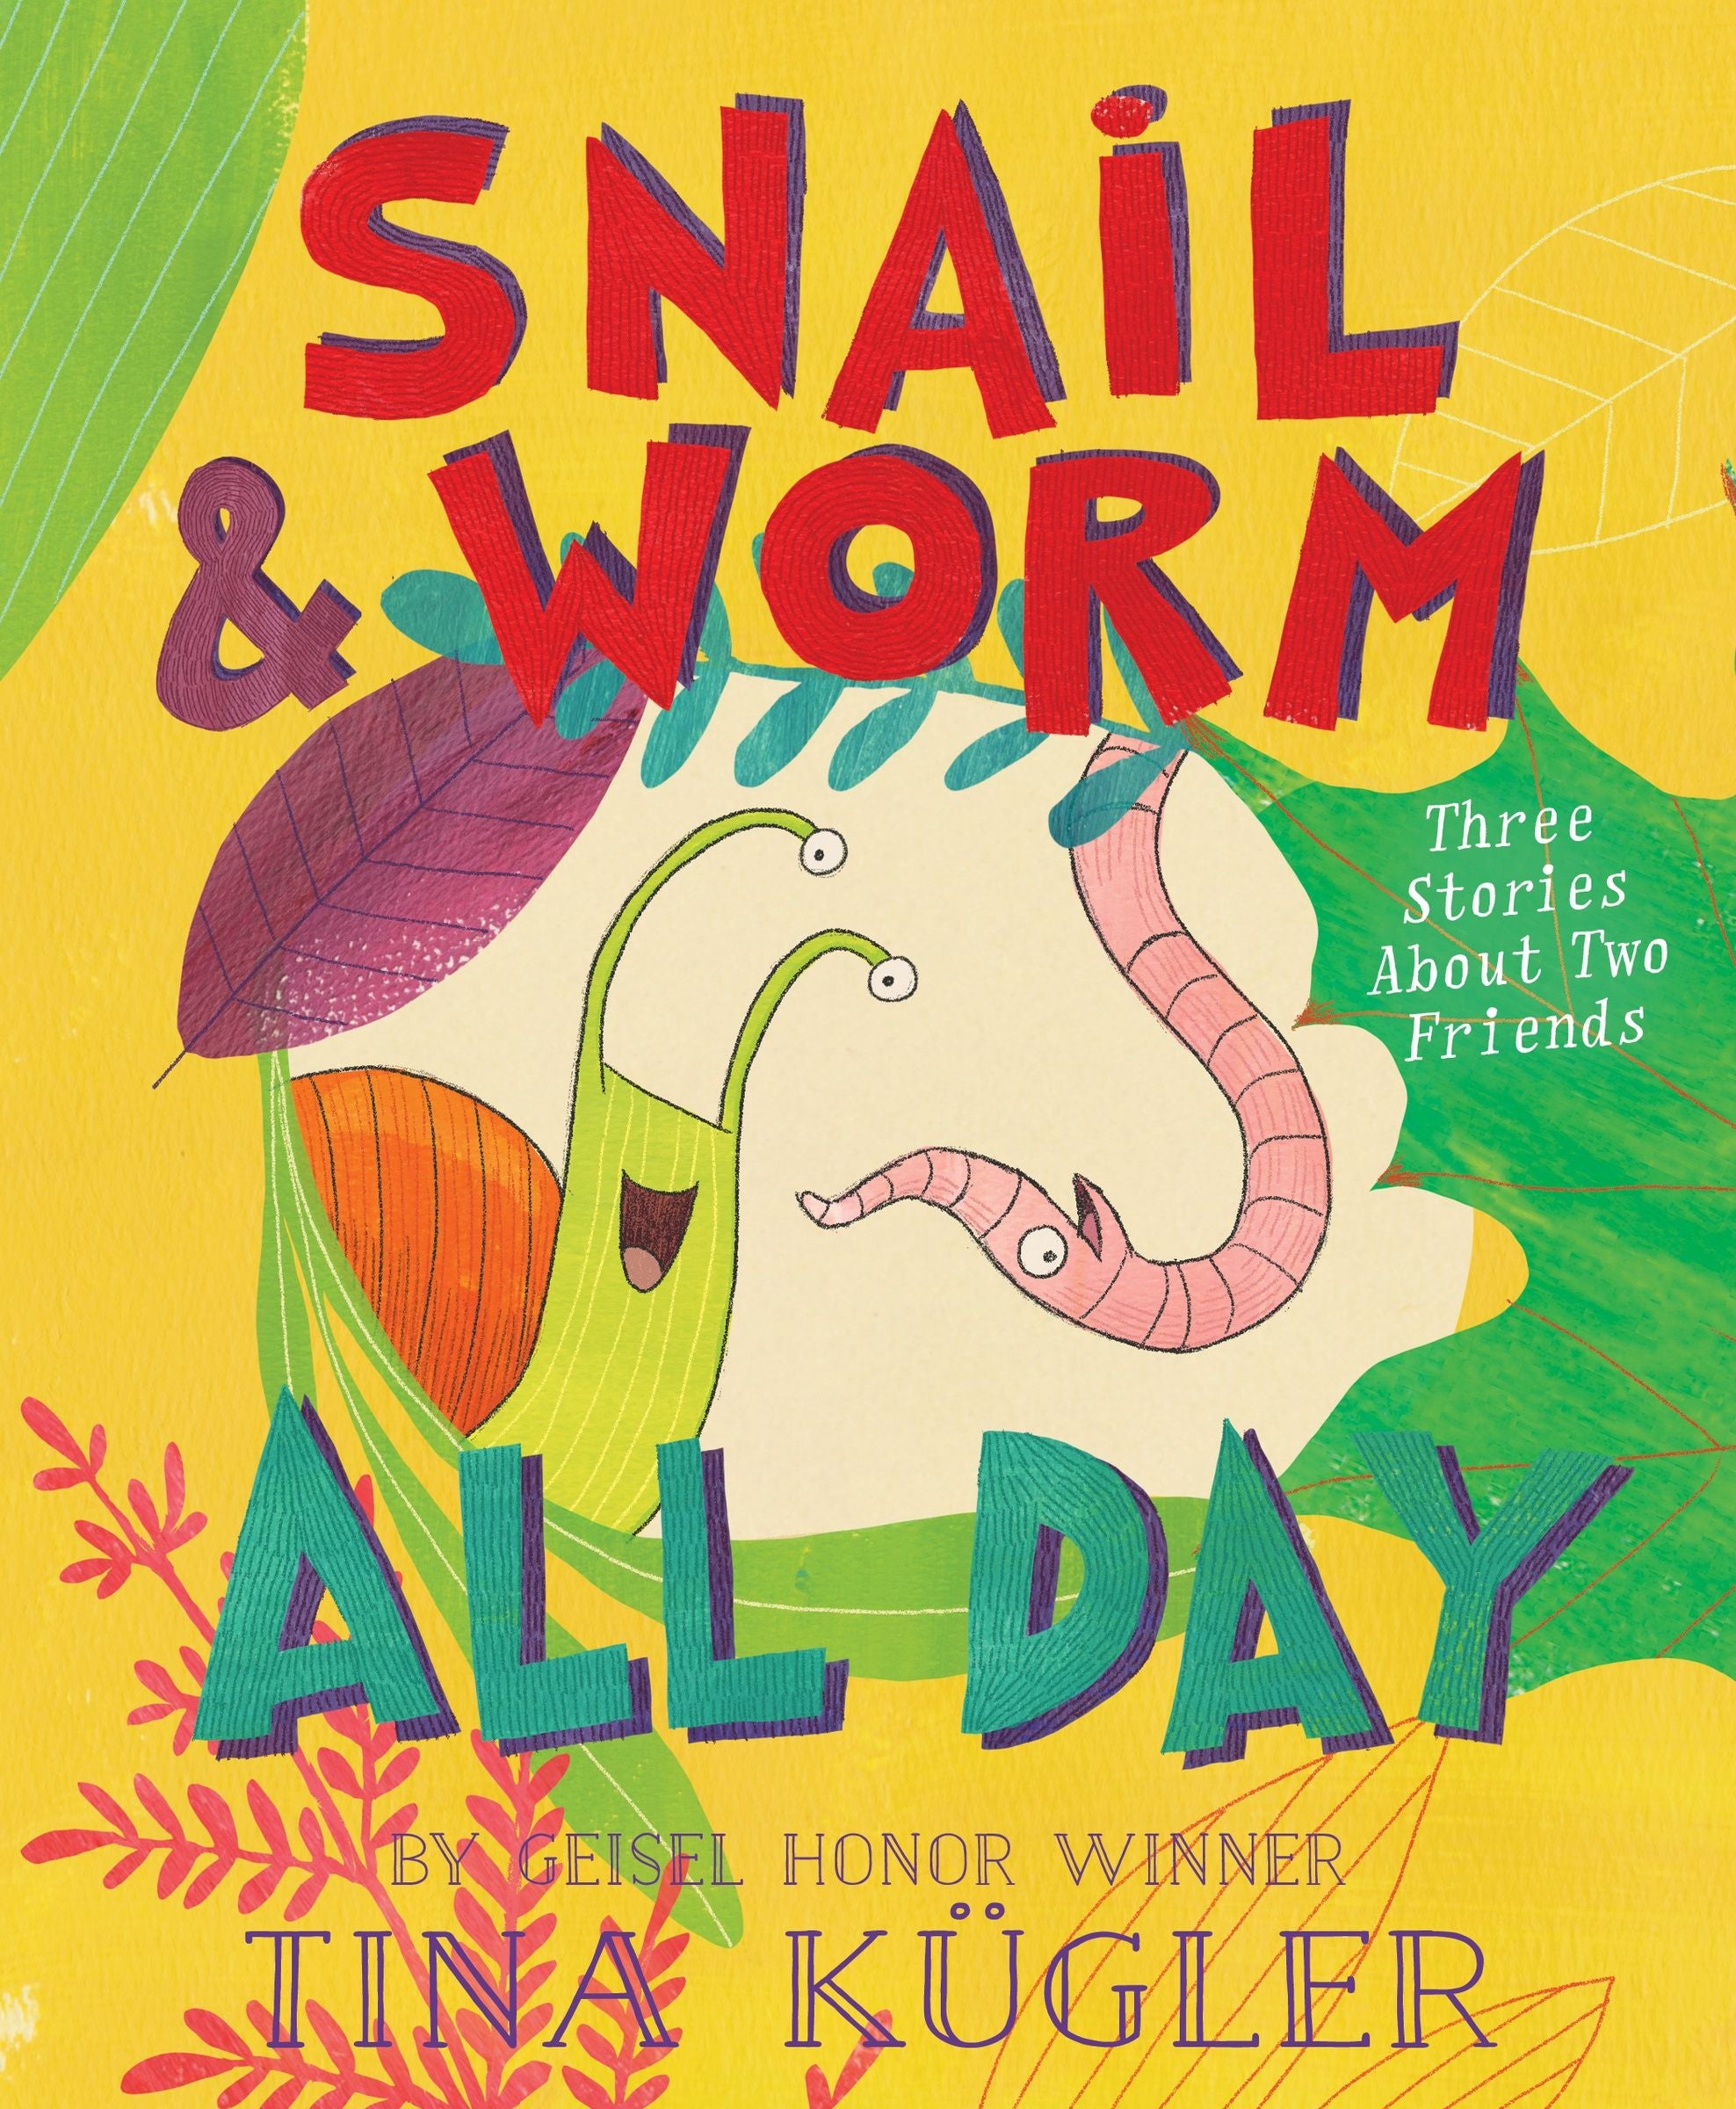 SNAiL
& WORM
Three
Stories
About Two
Friends
ALL DAY
BY GEISEL HONOR WINNER
TINA KÜGLER